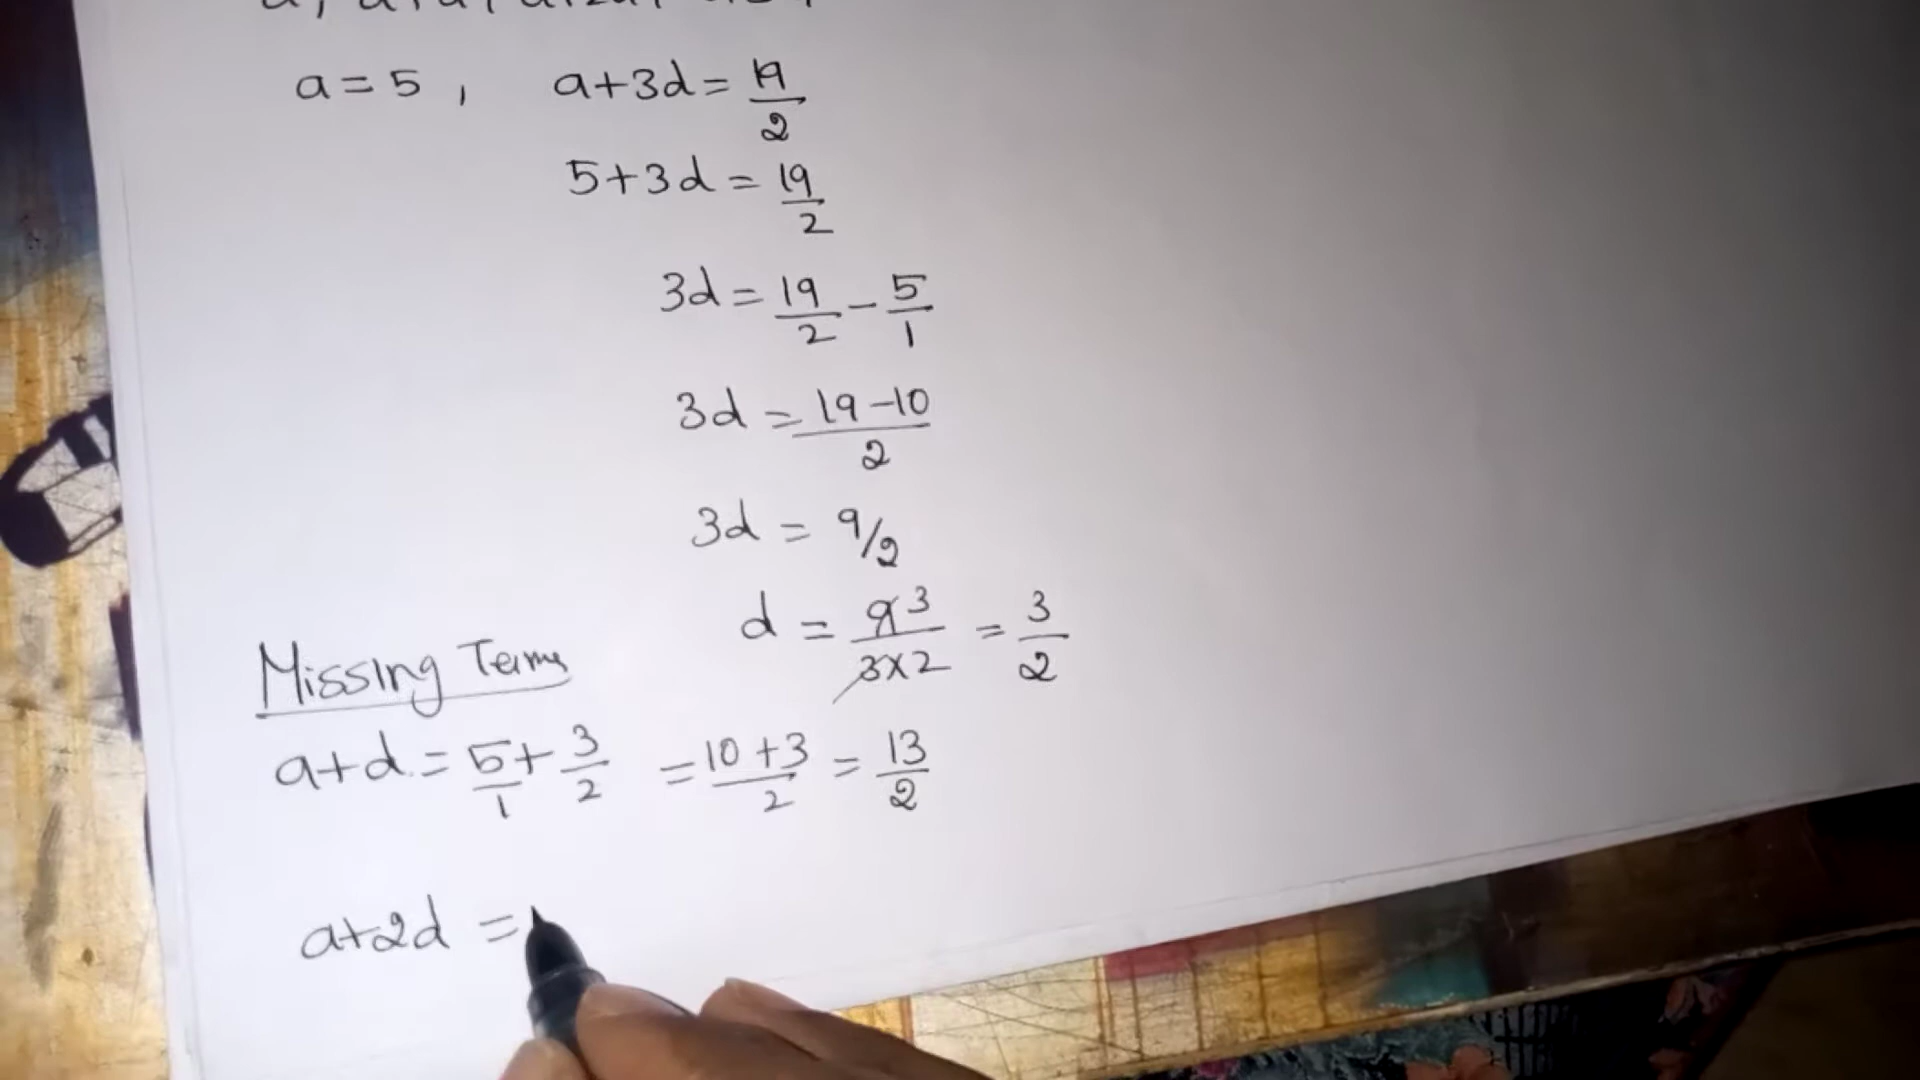 a = 5 , a+3d = 19/2
5+3d = 19/2
3d = 19/2 - 5/1
3d = 19-10/2
3d = 9/2
d = 9 3/3x2 = 3/2
Missing Terms
a+d = 5/1 + 3/2 = 10+3/2 = 13/2
a+2d =